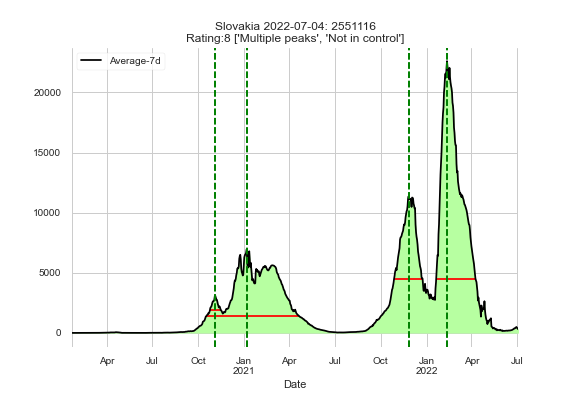 Slovakia 2022-07-04: 2551116
Rating:8 ['Multiple peaks', 'Not in control']
Average-7d
20000
15000
10000
5000
0
Apr Jul Oct Jan Apr Jul Oct Jan Apr Jul
2021 2022
Date